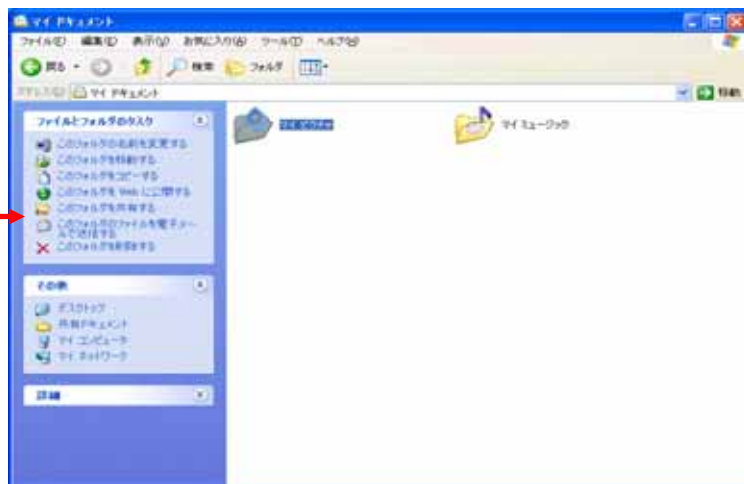 マイ ドキュメント
ファイル(F) 編集(E) 表示(V) お気に入り(A) ツール(T) ヘルプ(H)
戻る 検索 フォルダ
アドレス(D) マイ ドキュメント 移動
ファイルとフォルダのタスク
このフォルダの名前を変更する
このフォルダを移動する
このフォルダをコピーする
このフォルダを Web に公開する
このフォルダを共有する
このフォルダのファイルを電子メー
ルで送信する
このフォルダを削除する
その他
デスクトップ
共有ドキュメント
マイ コンピュータ
マイ ネットワーク
詳細
マイ ピクチャ
マイ ミュージック